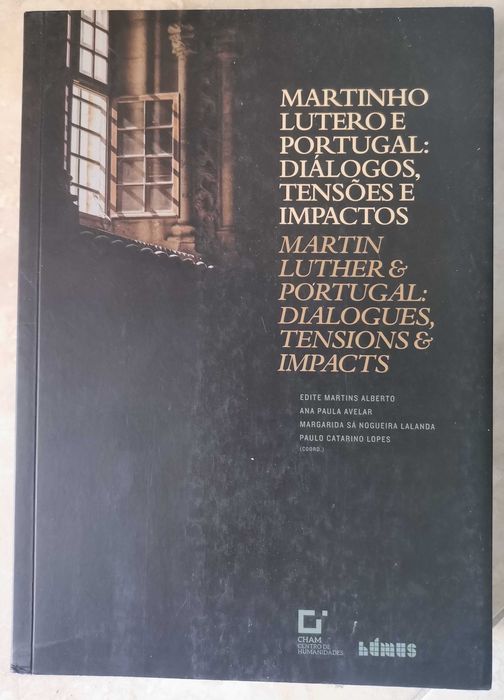 MARTINHO
LUTERO E
PORTUGAL:
DIÁLOGOS,
TENSÕES E
IMPACTOS
MARTIN
LUTHER &
PORTUGAL:
DIALOGUES,
TENSIONS &
IMPACTS
EDITE MARTINS ALBERTO
ANA PAULA AVELAR
MARGARIDA SÁ NOGUEIRA LALANDA
PAULO CATARINO LOPES
(COORD.)
CHAM
CENTRO DE
HUMANIDADES
húmus